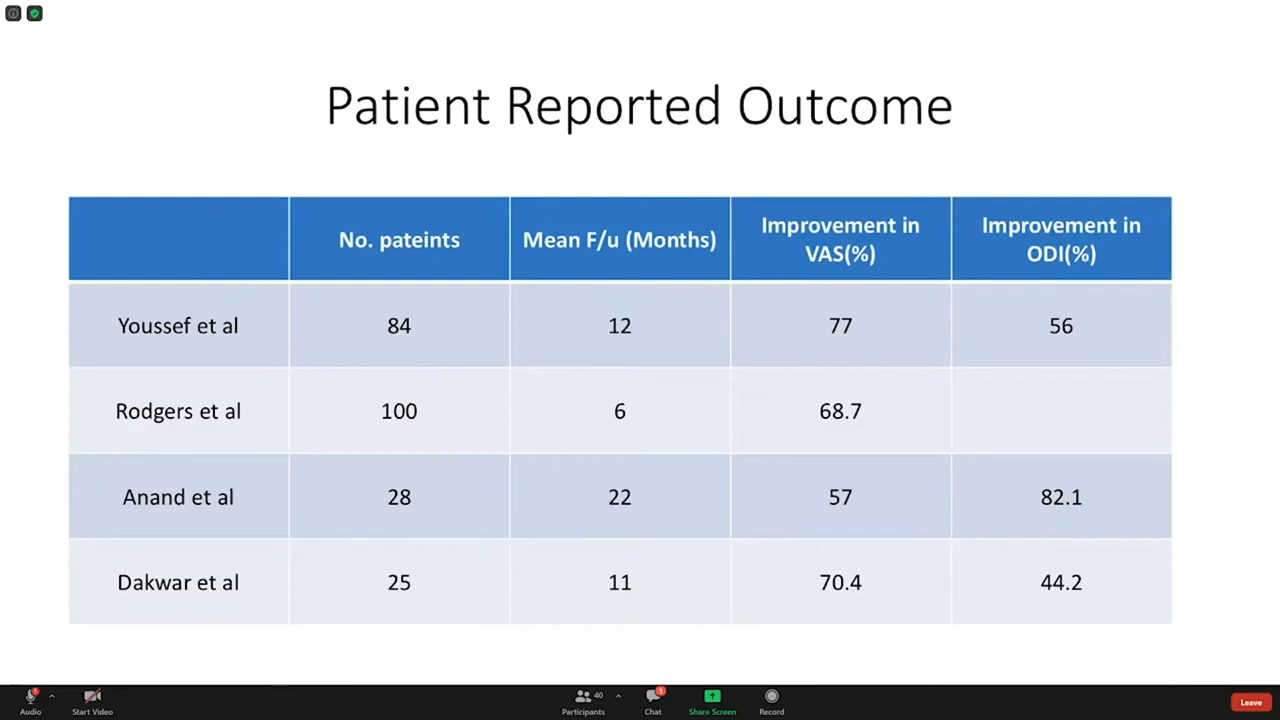 Patient Reported Outcome
No. pateints
Mean F/u (Months)
Improvement in
VAS(%)
Improvement in
ODI(%)
Youssef et al
84
12
77
56
Rodgers et al
100
6
68.7
Anand et al
28
22
57
82.1
Dakwar et al
25
11
70.4
44.2
Audio
Start Video
40
Participants
1
Chat
Share Screen
Record
Leave